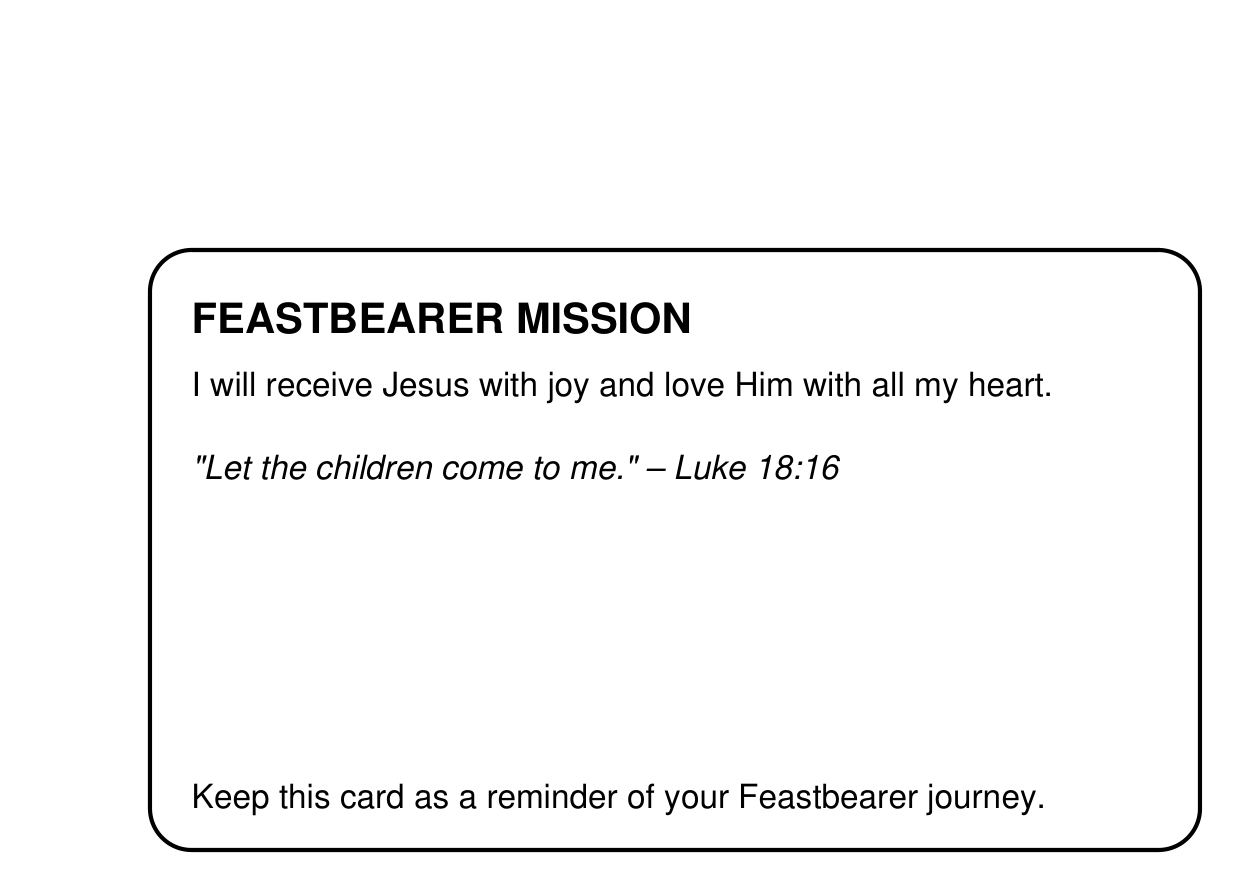 FEASTBEARER MISSION
I will receive Jesus with joy and love Him with all my heart.
"Let the children come to me." – Luke 18:16
Keep this card as a reminder of your Feastbearer journey.